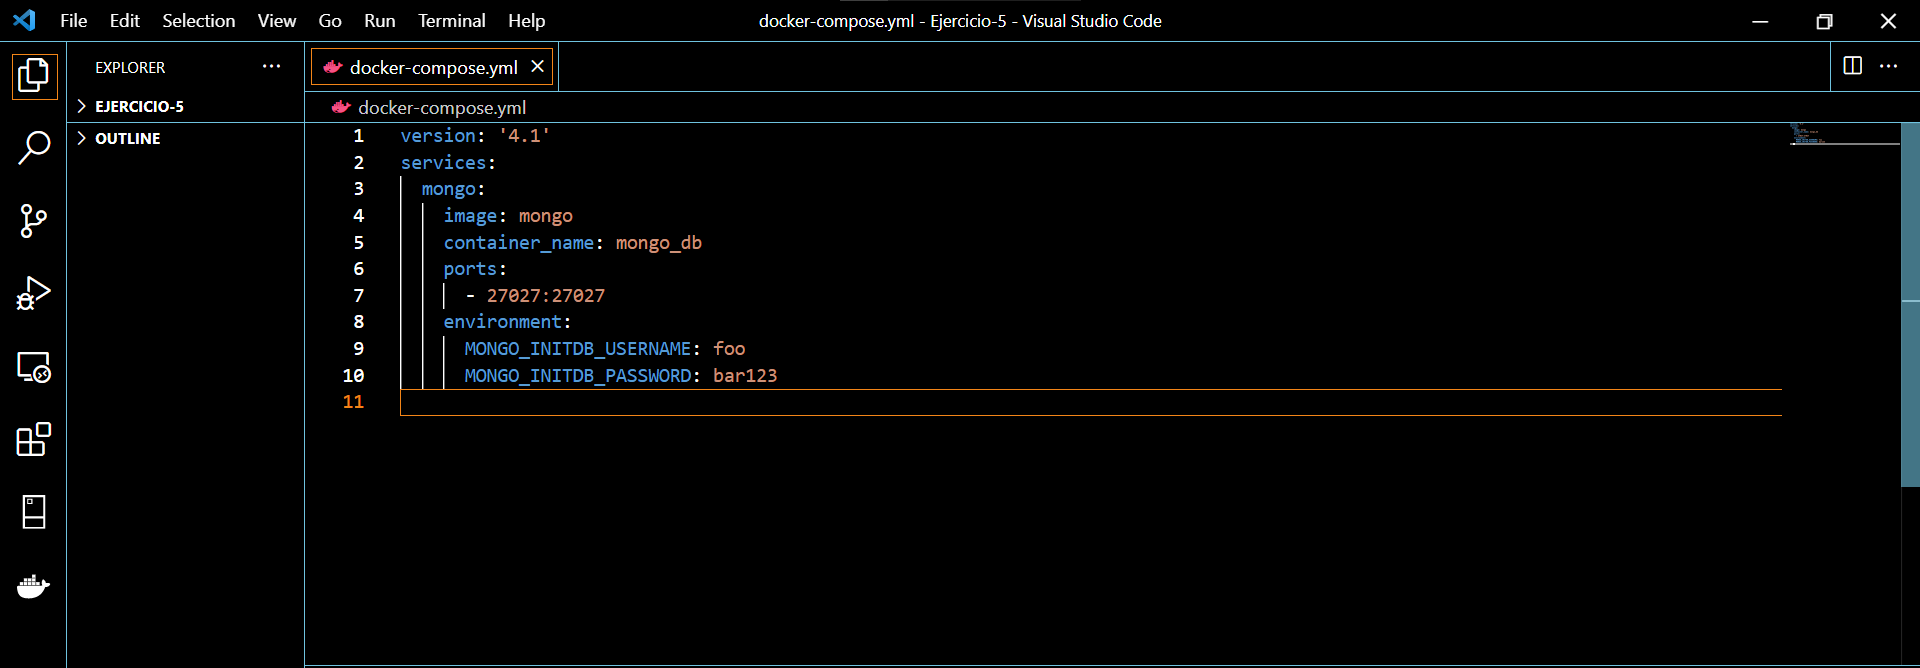 File Edit Selection View Go Run Terminal Help
docker-compose.yml - Ejercicio-5 - Visual Studio Code
EXPLORER
EJERCICIO-5
OUTLINE
docker-compose.yml
docker-compose.yml
1 version: '4.1'
2 services:
3 mongo:
4 image: mongo
5 container_name: mongo_db
6 ports:
7 - 27027:27027
8 environment:
9 MONGO_INITDB_USERNAME: foo
10 MONGO_INITDB_PASSWORD: bar123
11